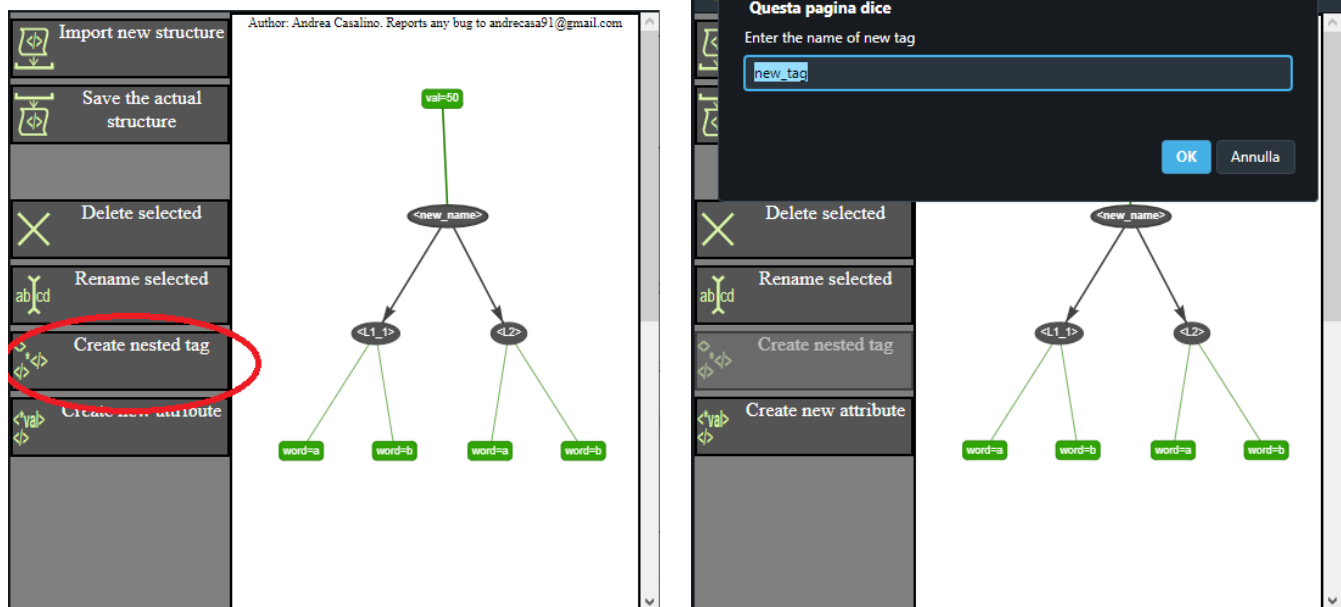 Author: Andrea Casalino. Reports any bug to andrecasa91@gmail.com
Import new structure
Save the actual
structure
Delete selected
Rename selected
ab cd
Create nested tag
Create new attribute
<*val>
</>
val=50
<new_name>
<L1_1>
<L2>
word=a
word=b
word=a
word=b
Questa pagina dice
Enter the name of new tag
new_tag
OK
Annulla
Delete selected
Rename selected
ab cd
Create nested tag
Create new attribute
<*val>
</>
<new_name>
<L1_1>
<L2>
word=a
word=b
word=a
word=b